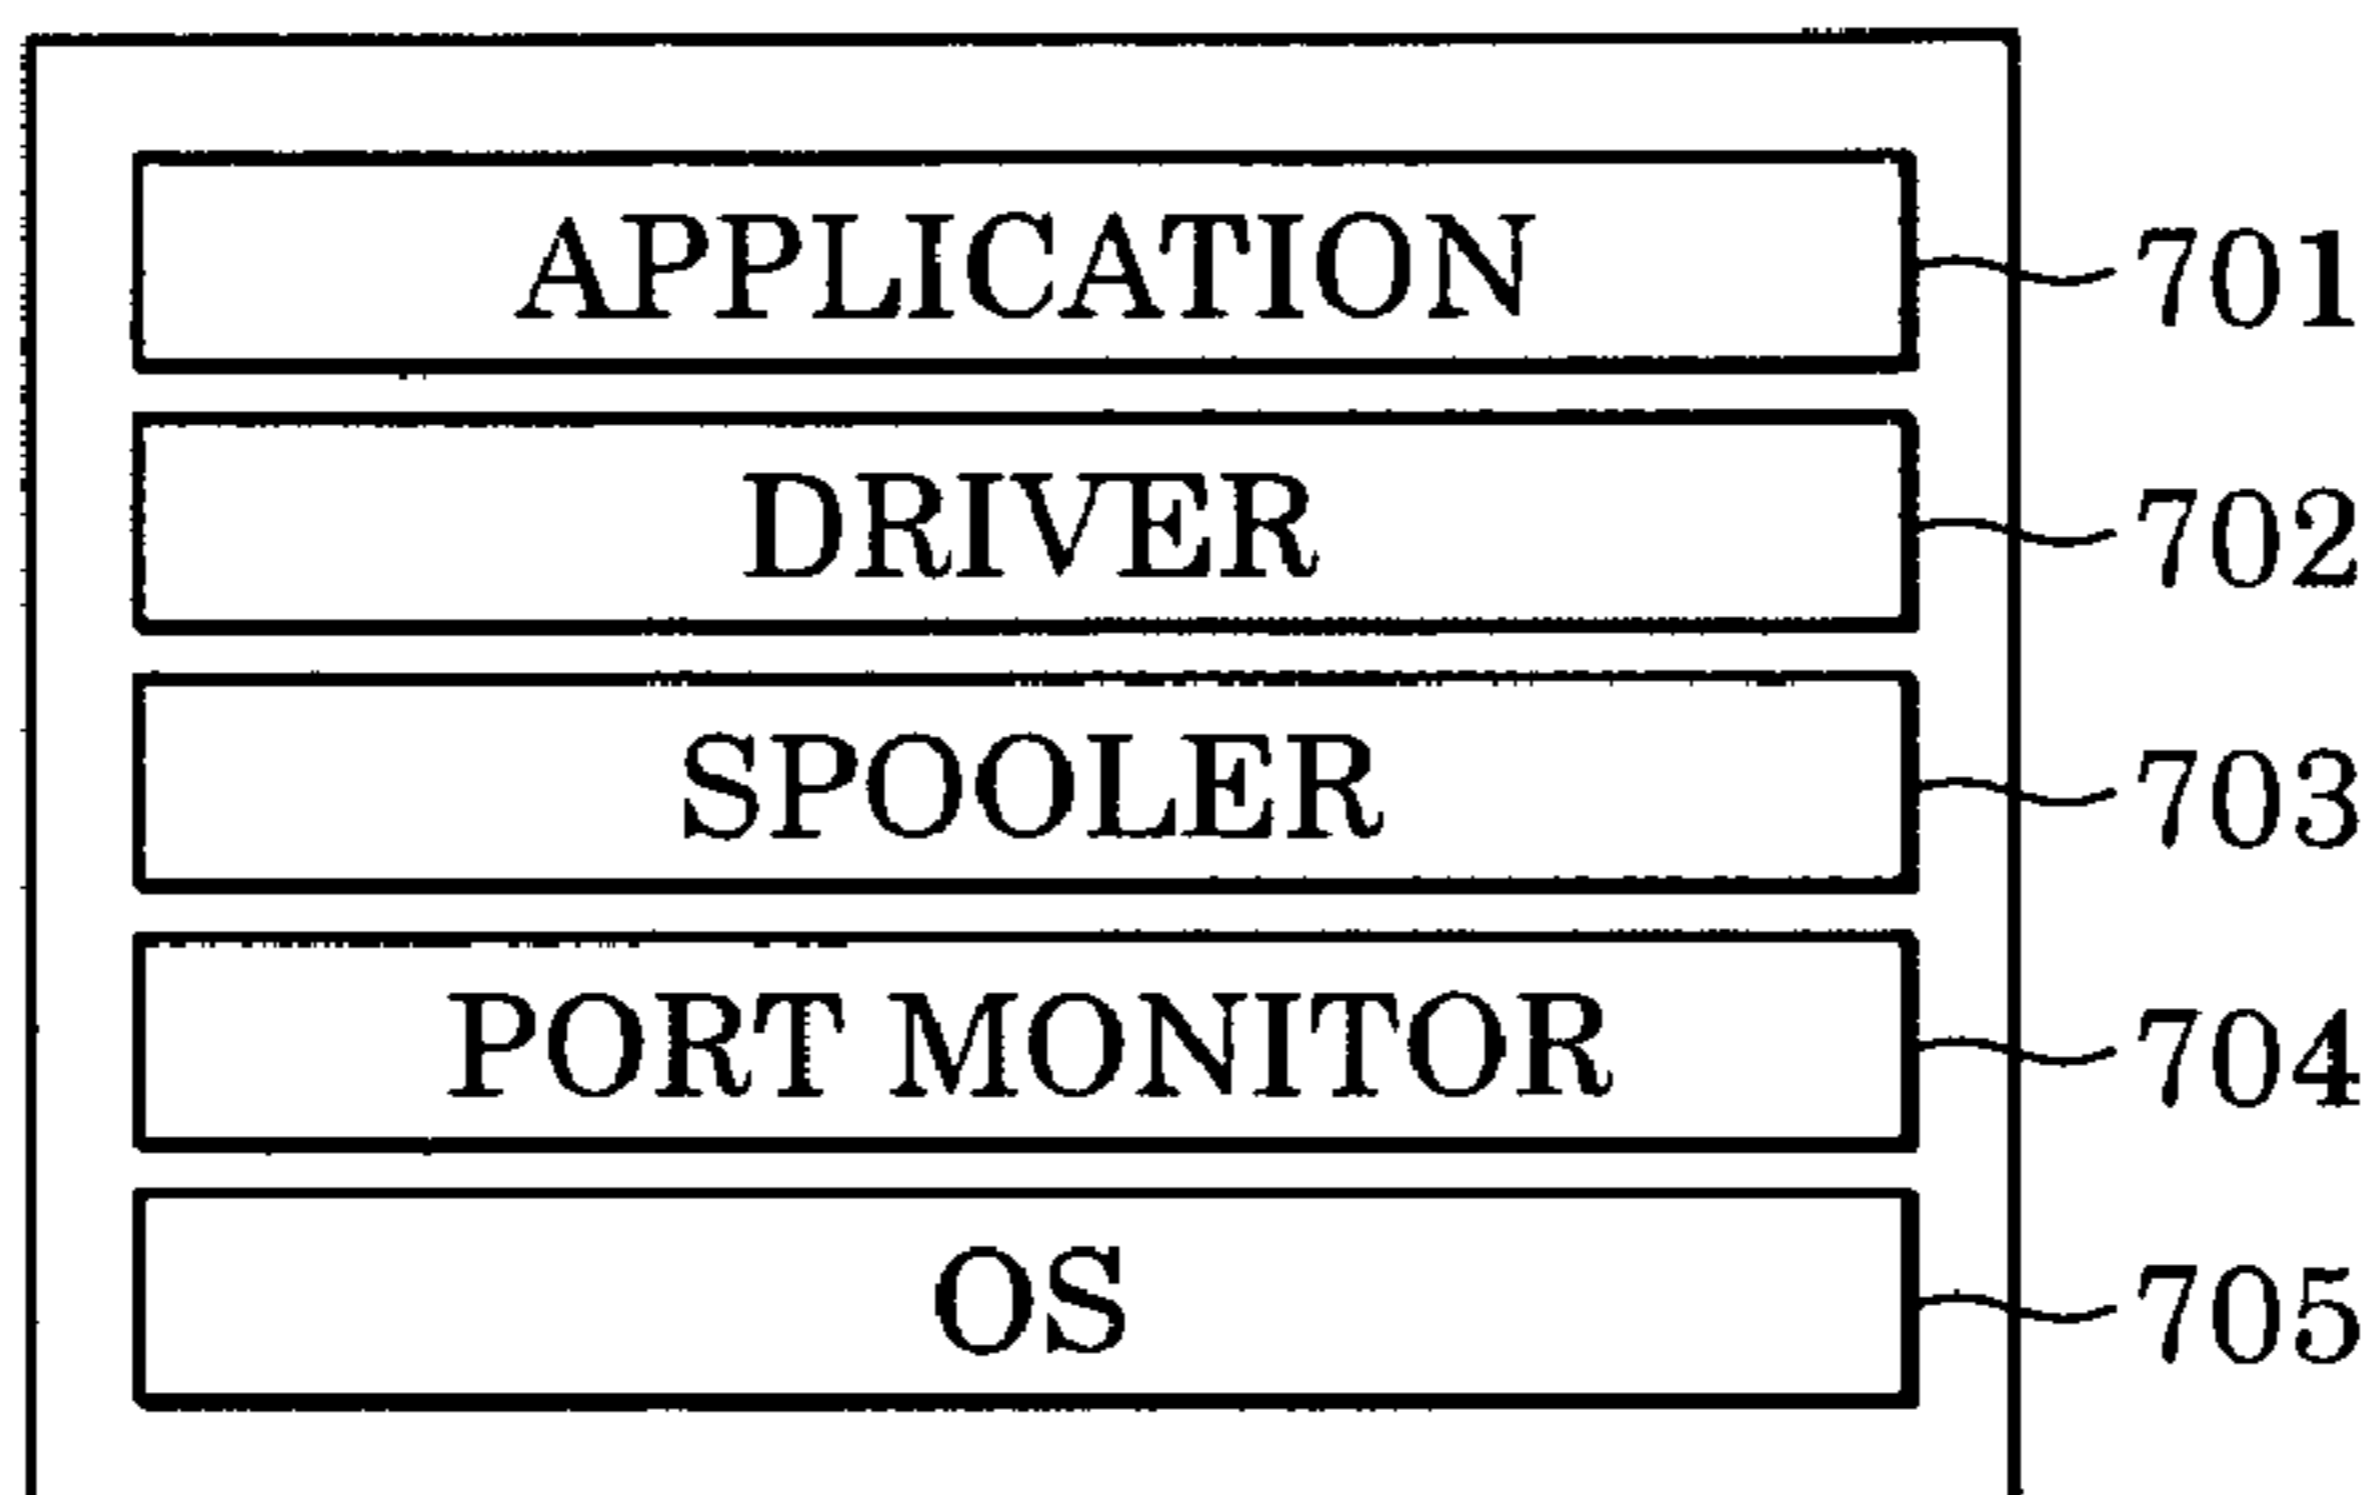 APPLICATION 701
DRIVER 702
SPOOLER 703
PORT MONITOR 704
OS 705